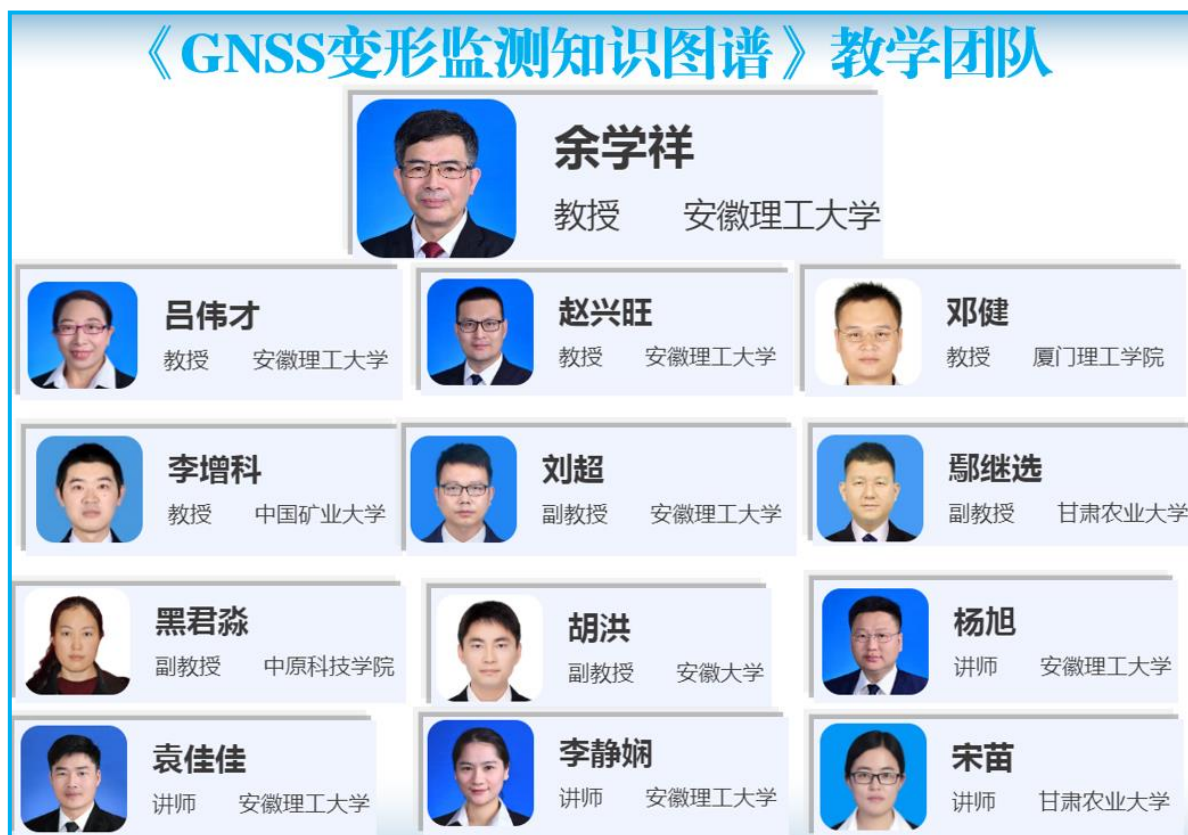 《GNSS变形监测知识图谱》教学团队
余学祥
教授 安徽理工大学
吕伟才
教授 安徽理工大学
赵兴旺
教授 安徽理工大学
邓健
教授 厦门理工学院
李增科
教授 中国矿业大学
刘超
副教授 安徽理工大学
鄢继选
副教授 甘肃农业大学
黑君淼
副教授 中原科技学院
胡洪
副教授 安徽大学
杨旭
讲师 安徽理工大学
袁佳佳
讲师 安徽理工大学
李静娴
讲师 安徽理工大学
宋苗
讲师 甘肃农业大学